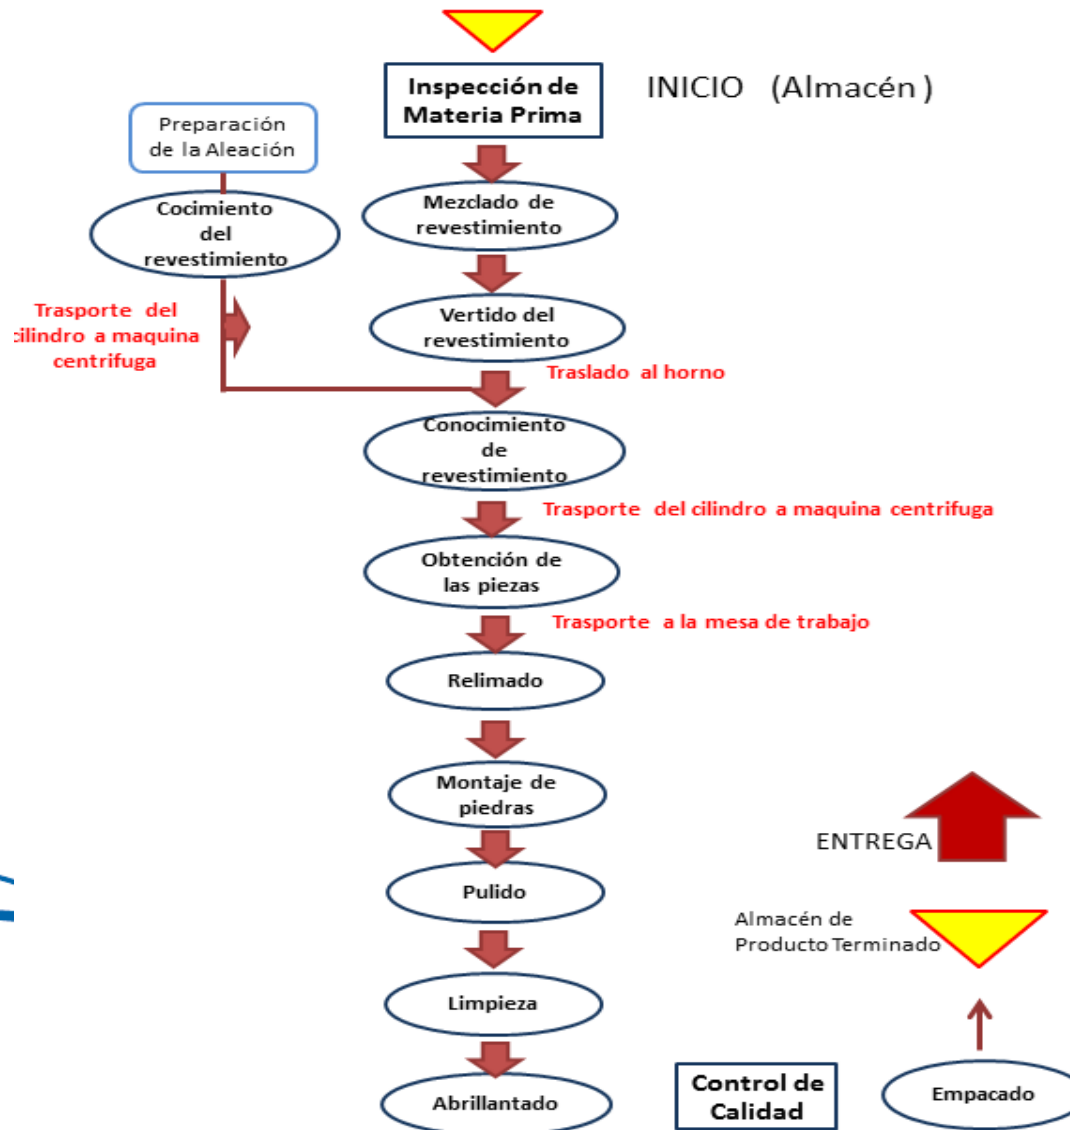 Inspección de
Materia Prima
INICIO (Almacén )
Preparación
de la Aleación
Cocimiento
del
revestimiento
Mezclado de
revestimiento
Trasporte del
cilindro a maquina
centrifuga
Vertido del
revestimiento
Traslado al horno
Conocimiento
de
revestimiento
Trasporte del cilindro a maquina centrifuga
Obtención de
las piezas
Trasporte a la mesa de trabajo
Relimado
Montaje de
piedras
Pulido
Limpieza
Abrillantado
Control de
Calidad
Empacado
Almacén de
Producto Terminado
ENTREGA